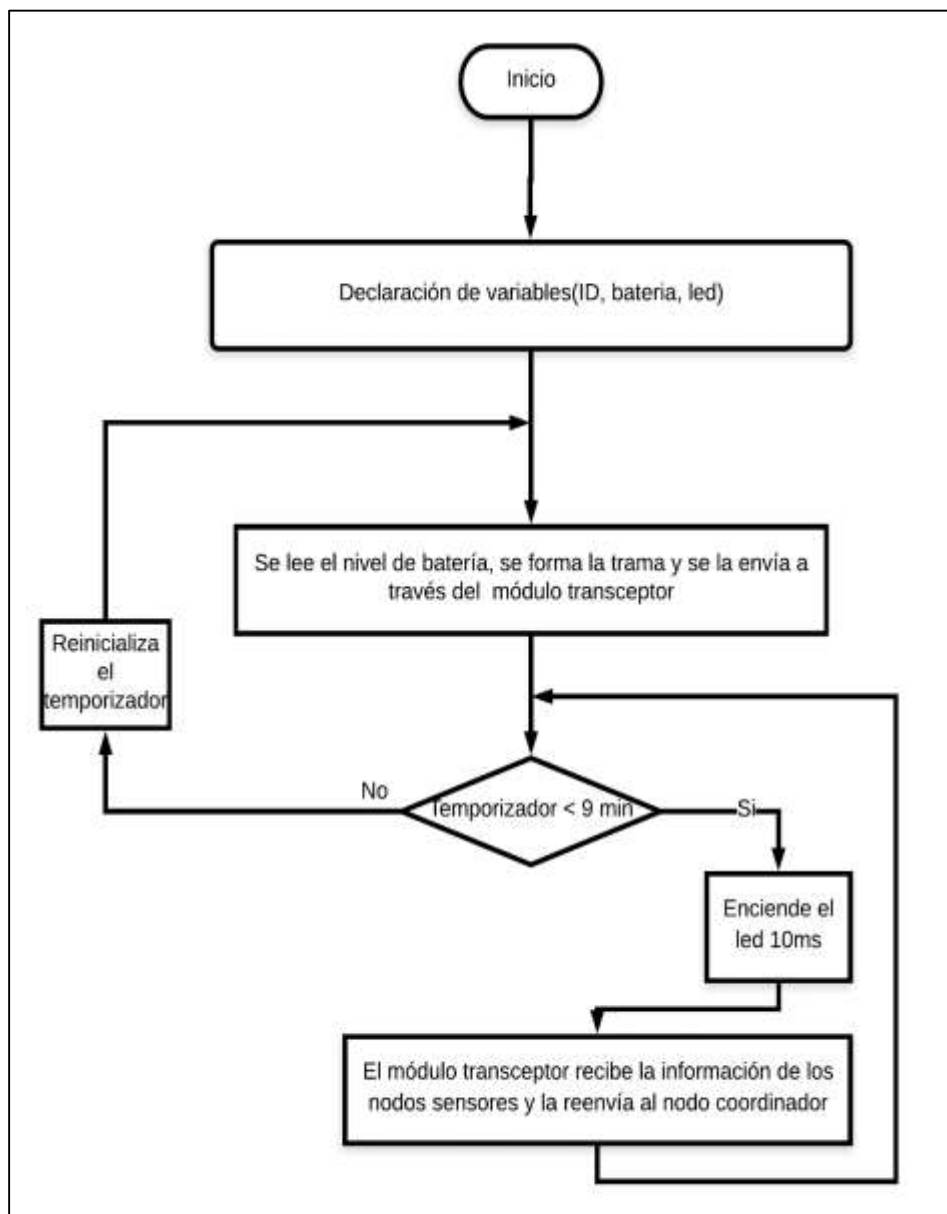 Inicio
Declaración de variables(ID, bateria, led)
Se lee el nivel de batería, se forma la trama y se la envía a
través del módulo transceptor
Reinicializa
el
temporizador
No
Temporizador < 9 min
Si
Enciende el
led 10ms
El módulo transceptor recibe la información de los
nodos sensores y la reenvía al nodo coordinador